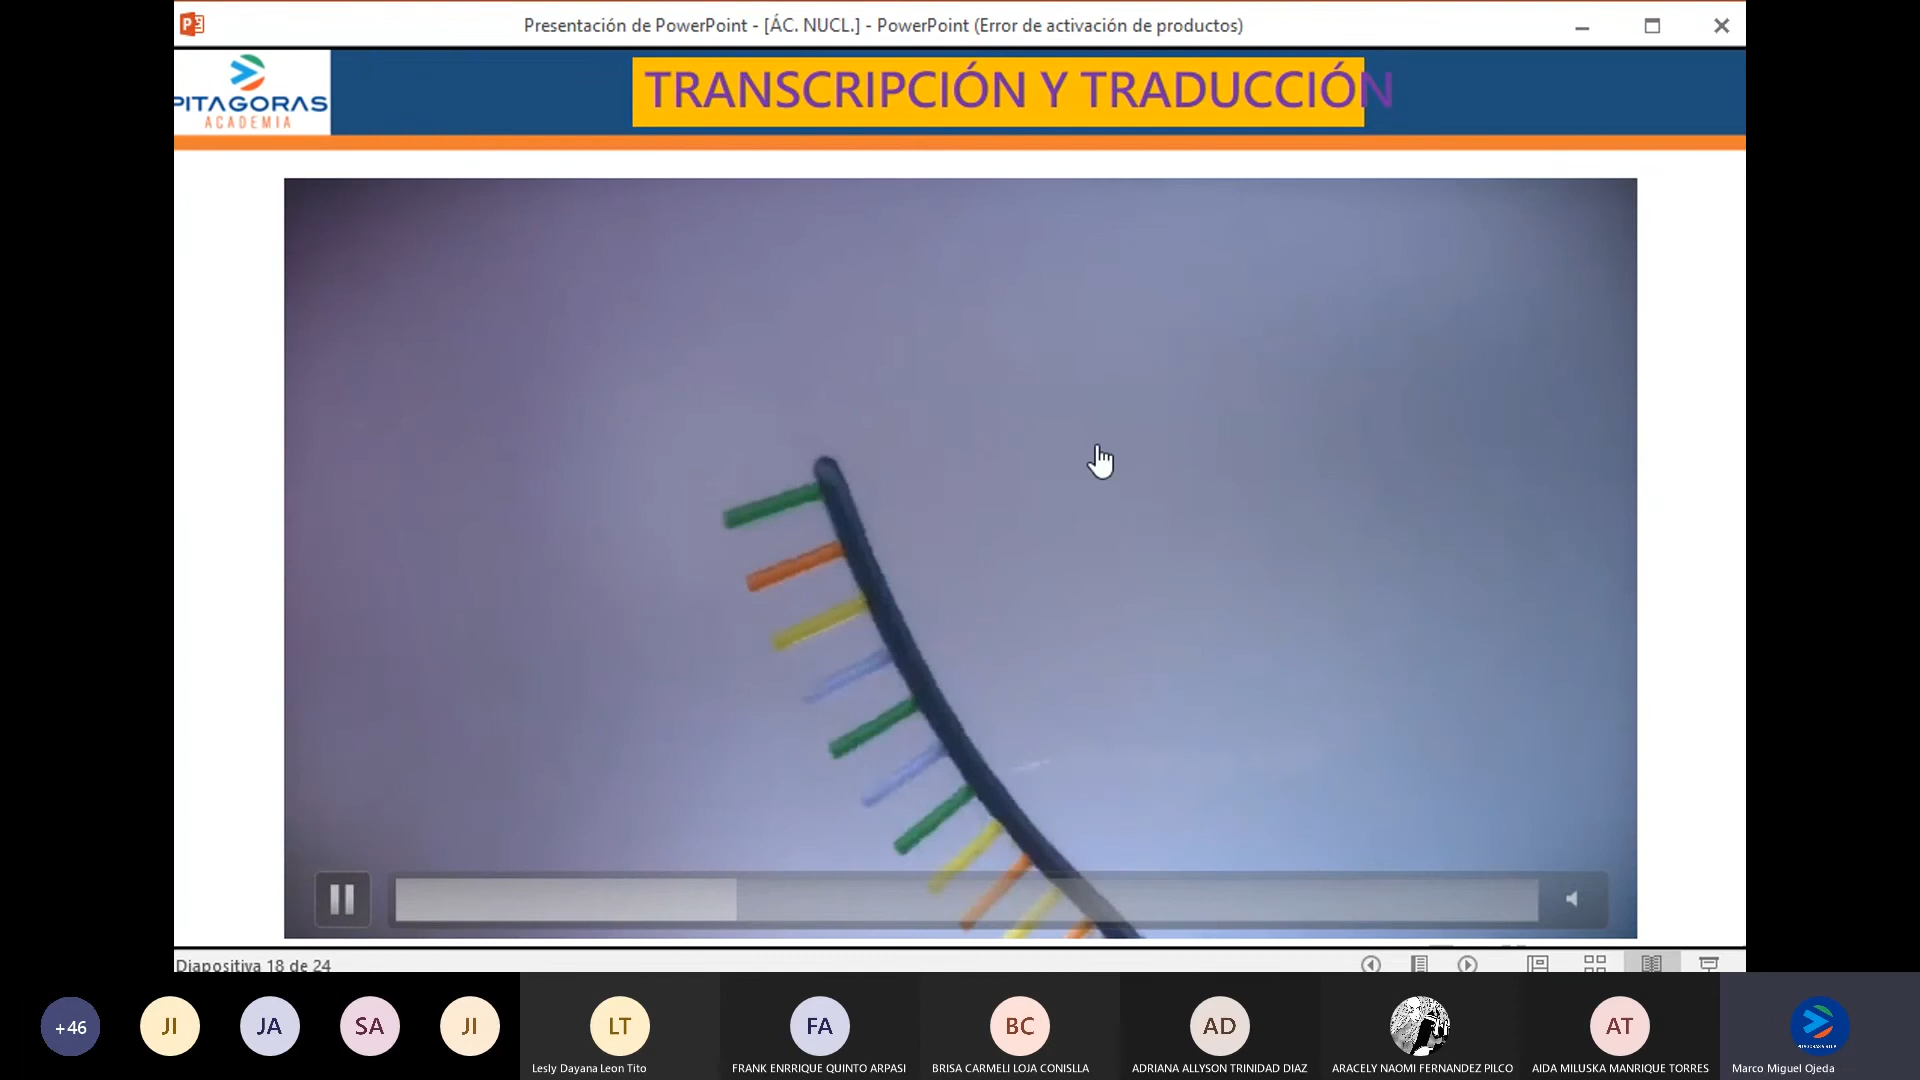 Presentación de PowerPoint - [ÁC. NUCL.] - PowerPoint (Error de activación de productos)
PITAGORAS
ACADEMIA
TRANSCRIPCIÓN Y TRADUCCIÓN
Diapositiva 18 de 24
+46
JI
JA
SA
JI
LT
FA
BC
AD
AT
Lesly Dayana Leon Tito
FRANK ENRRIQUE QUINTO ARPASI
BRISA CARMELI LOJA CONISLLA
ADRIANA ALLYSON TRINIDAD DIAZ
ARACELY NAOMI FERNANDEZ PILCO
AIDA MILUSKA MANRIQUE TORRES
Marco Miguel Ojeda